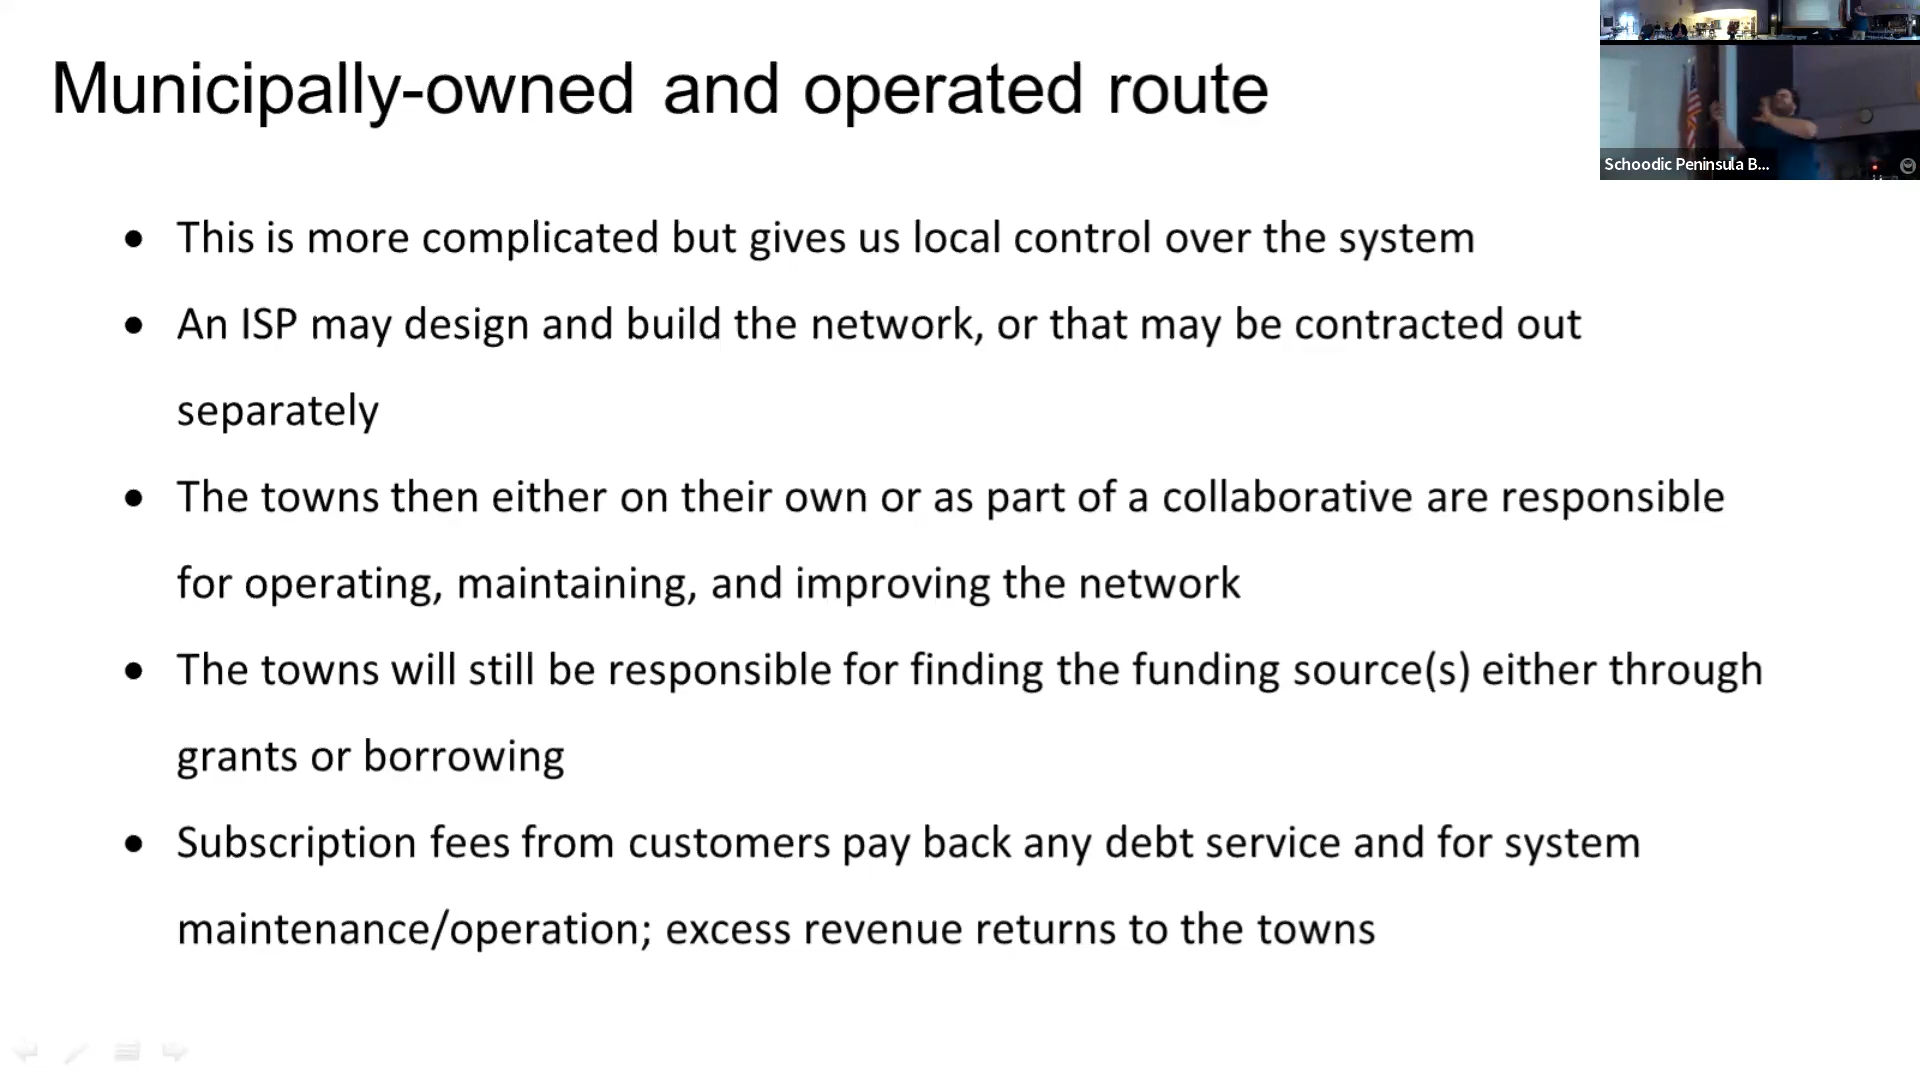 Municipally-owned and operated route
Schoodic Peninsula B...
• This is more complicated but gives us local control over the system
• An ISP may design and build the network, or that may be contracted out
separately
• The towns then either on their own or as part of a collaborative are responsible
for operating, maintaining, and improving the network
• The towns will still be responsible for finding the funding source(s) either through
grants or borrowing
• Subscription fees from customers pay back any debt service and for system
maintenance/operation; excess revenue returns to the towns